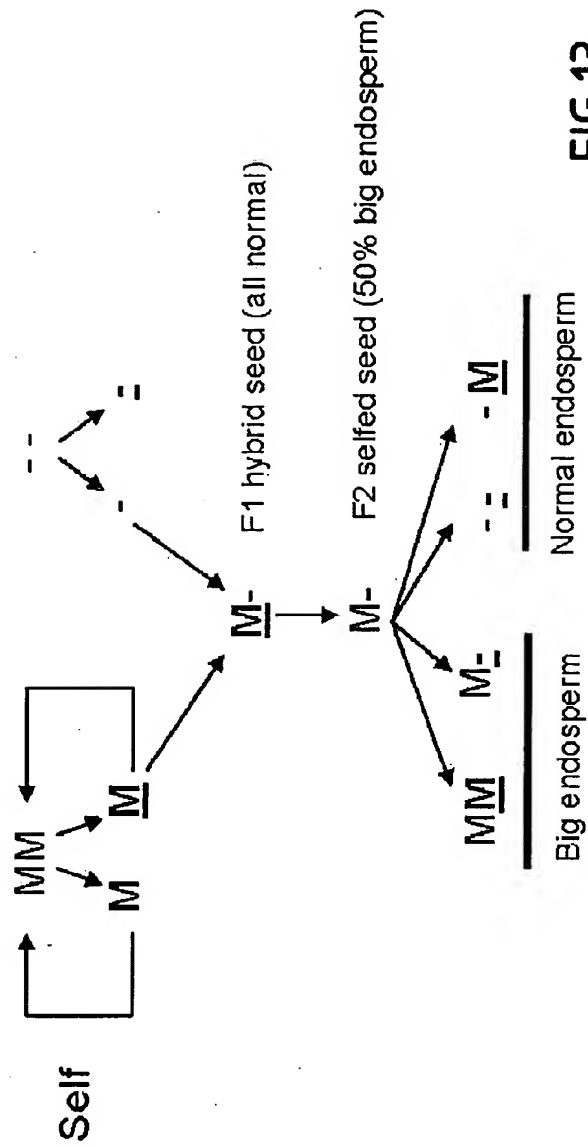 Self
MM - -
M M̲ - -̲
M̲- F1 hybrid seed (all normal)
M- F2 selfed seed (50% big endosperm)
MM̲ M-̲ - -̲ - M̲
Big endosperm Normal endosperm
FIG